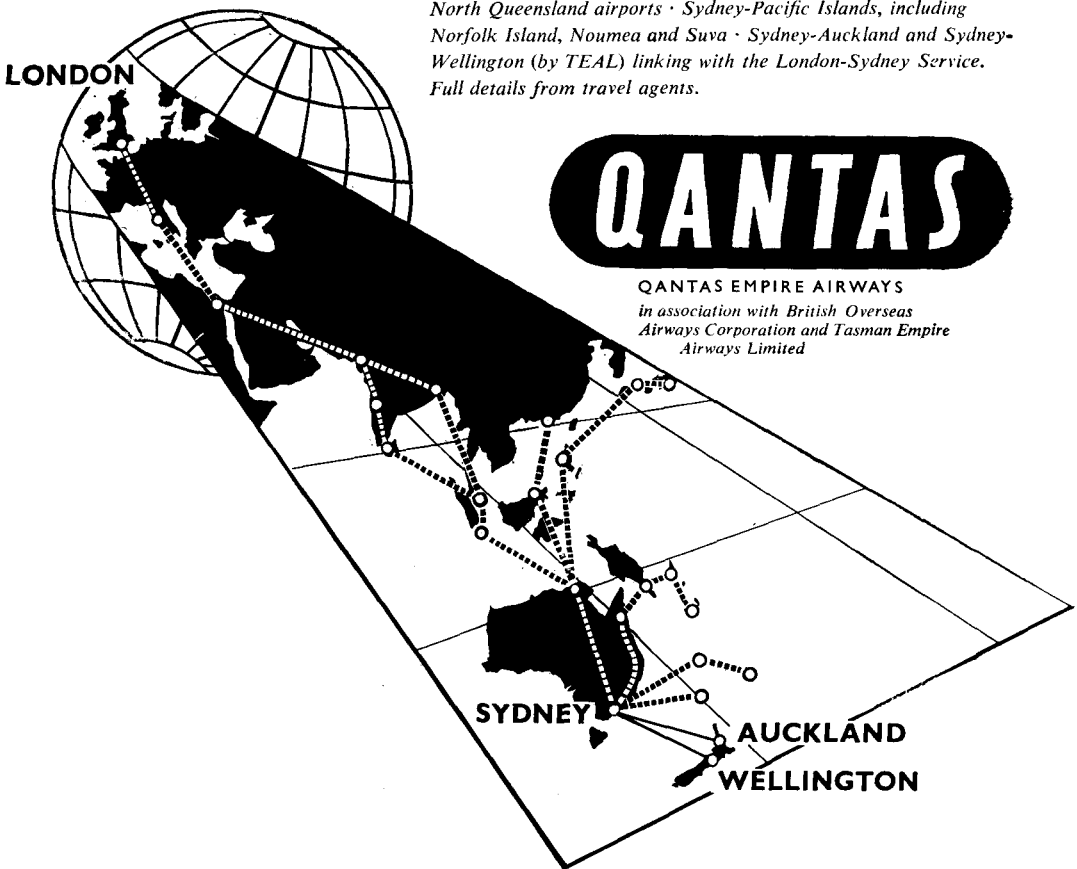 North Queensland airports · Sydney-Pacific Islands, including
Norfolk Island, Noumea and Suva · Sydney-Auckland and Sydney-
Wellington (by TEAL) linking with the London-Sydney Service.
Full details from travel agents.
LONDON
QANTAS
QANTAS EMPIRE AIRWAYS
in association with British Overseas
Airways Corporation and Tasman Empire
Airways Limited
SYDNEY
AUCKLAND
WELLINGTON